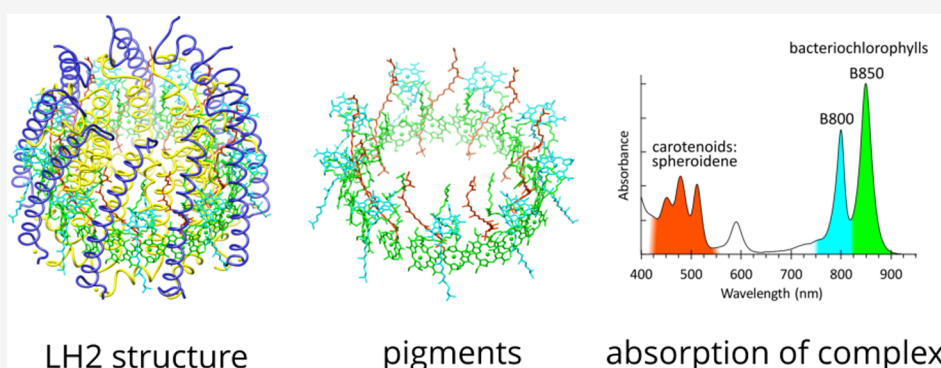 bacteriochlorophylls
B850
B800
carotenoids:
spheroidene
Absorbance
400 500 600 700 800 900
Wavelength (nm)
LH2 structure
pigments
absorption of complex